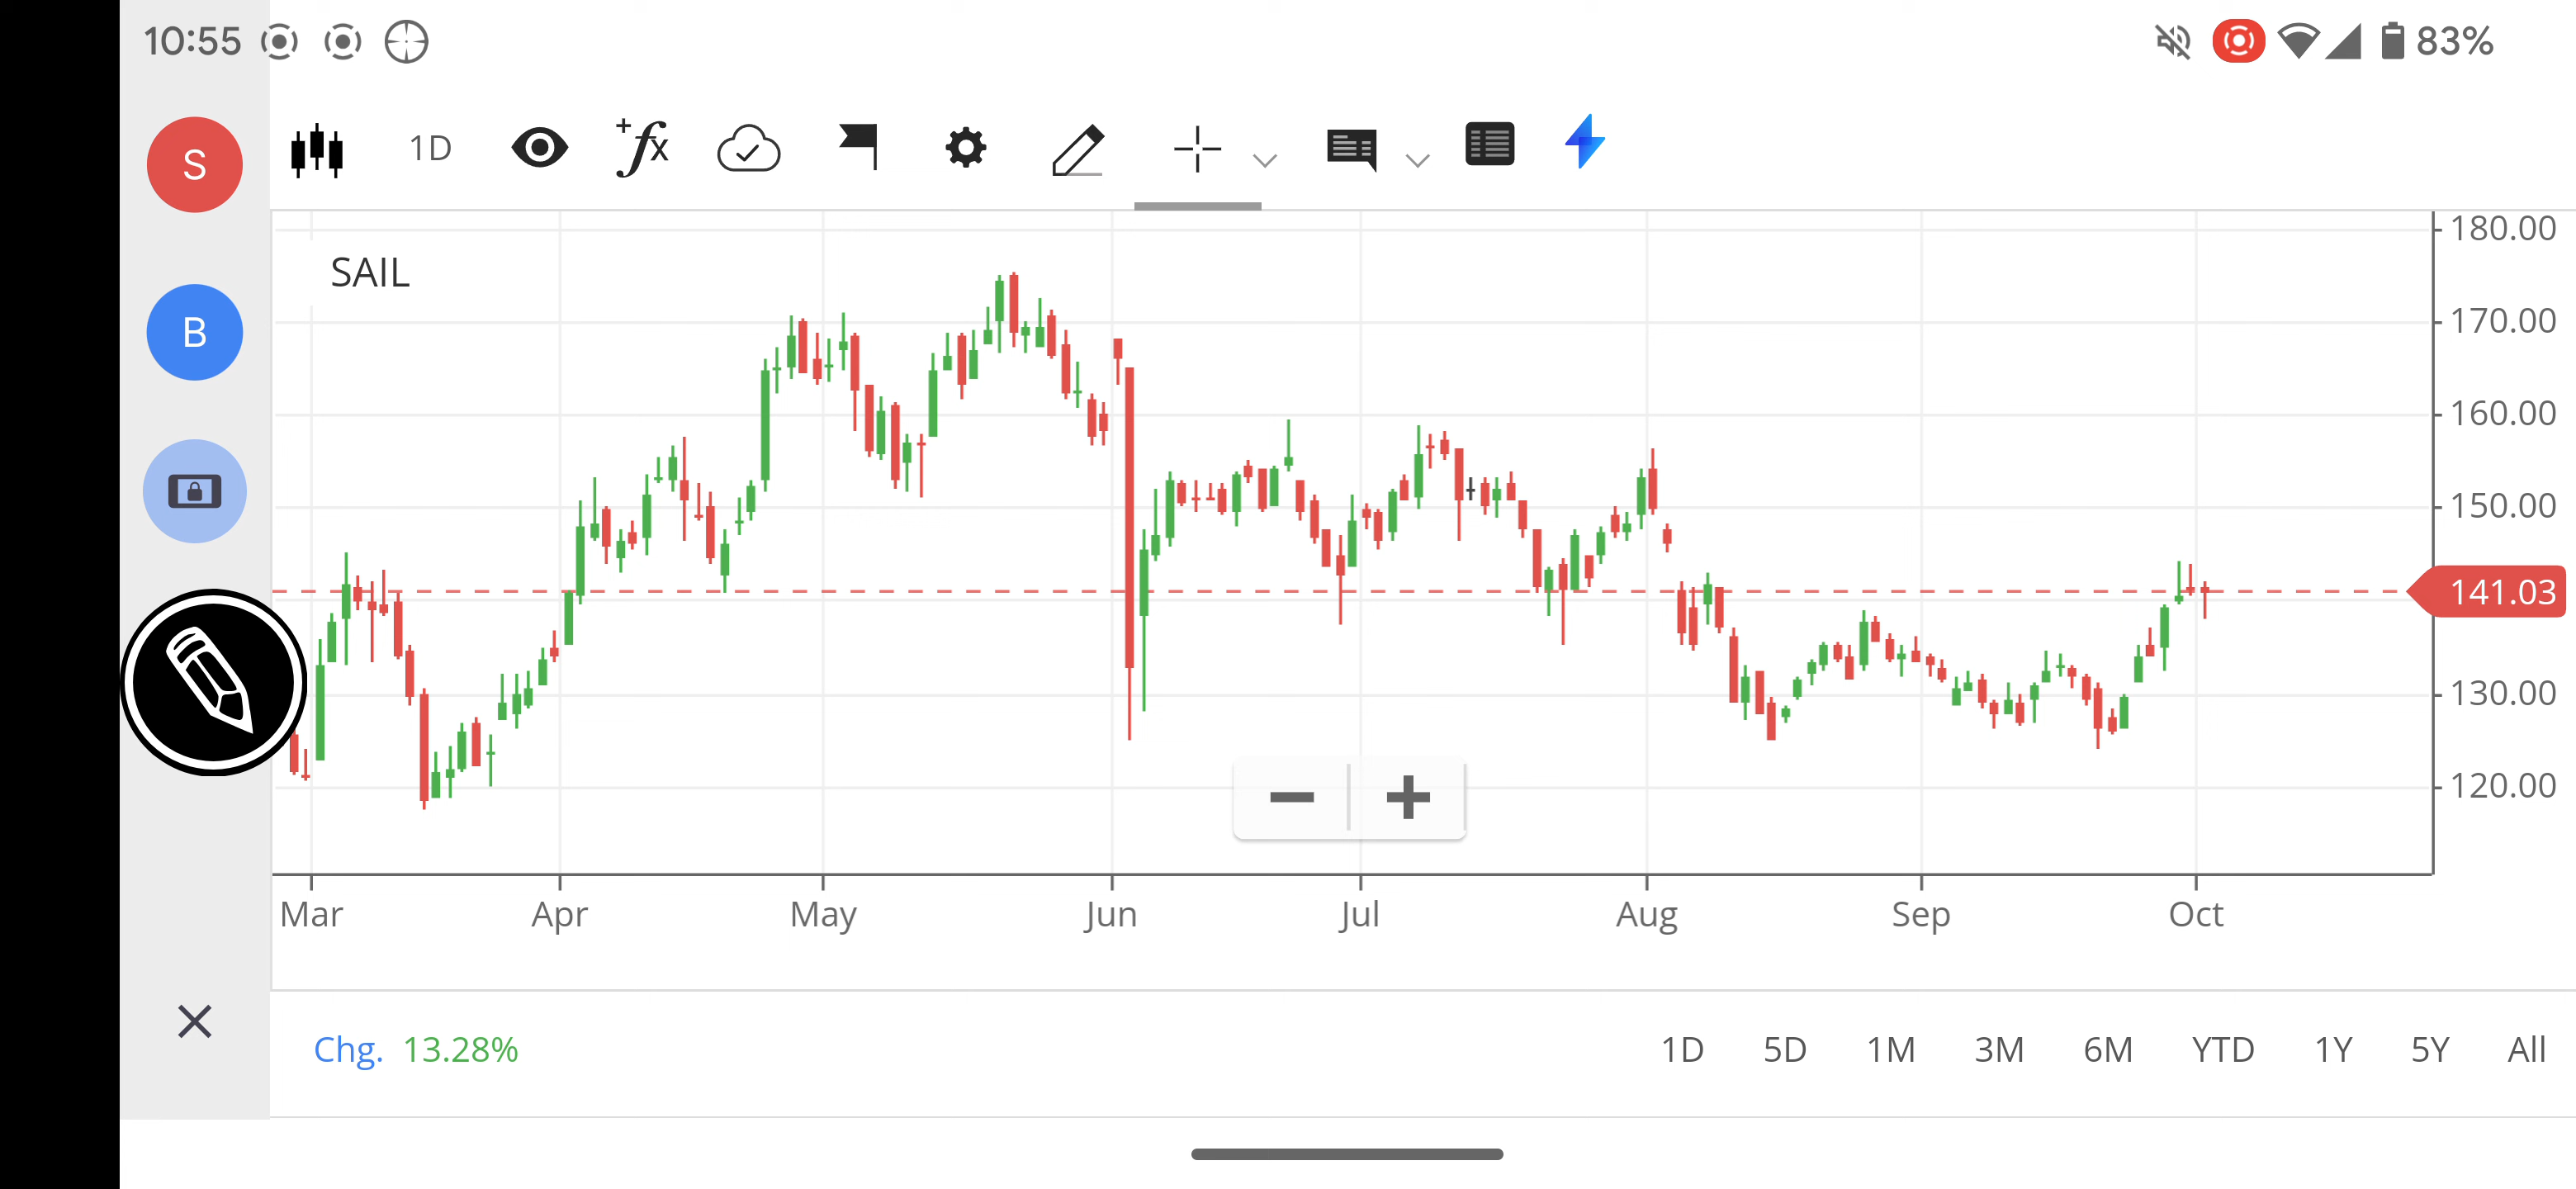 10:55
83%
S
1D
+fx
SAIL
B
180.00
170.00
160.00
150.00
141.03
130.00
120.00
Mar Apr May Jun Jul Aug Sep Oct
Chg. 13.28%
1D 5D 1M 3M 6M YTD 1Y 5Y All